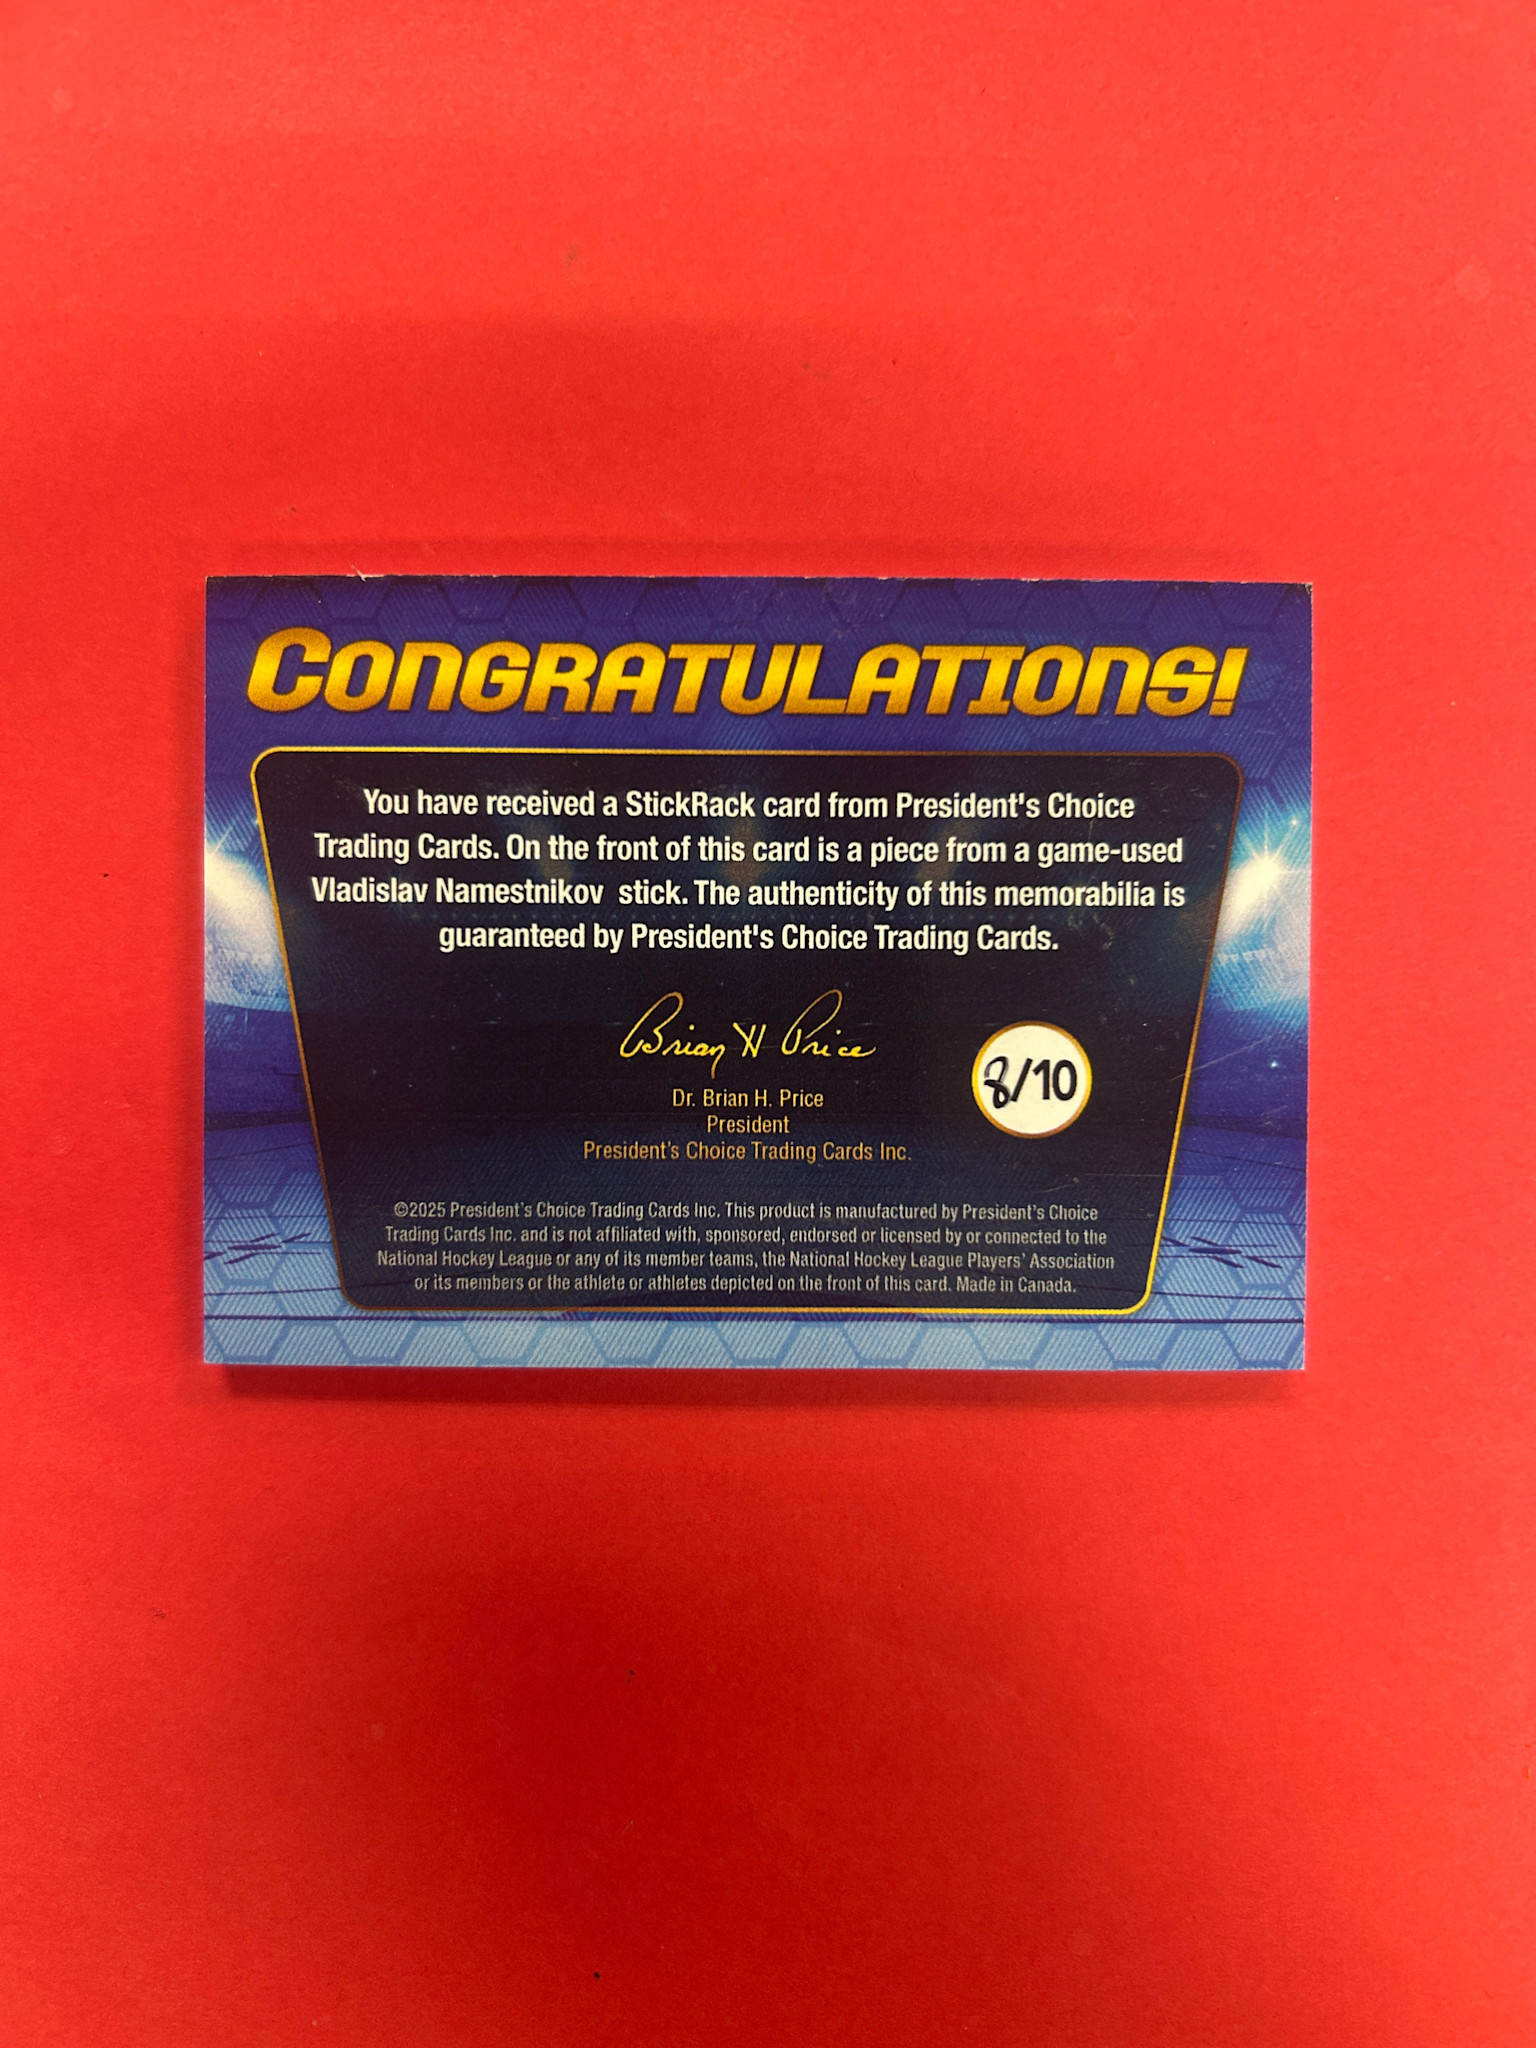 CONGRATULATIONS!
You have received a StickRack card from President's Choice
Trading Cards. On the front of this card is a piece from a game-used
Vladislav Namestnikov stick. The authenticity of this memorabilia is
guaranteed by President's Choice Trading Cards.
Brian H Price
8/10
Dr. Brian H. Price
President
President's Choice Trading Cards Inc.
©2025 President's Choice Trading Cards Inc. This product is manufactured by President's Choice
Trading Cards Inc. and is not affiliated with, sponsored, endorsed or licensed by or connected to the
National Hockey League or any of its member teams, the National Hockey League Players' Association
or its members or the athlete or athletes depicted on the front of this card. Made in Canada.